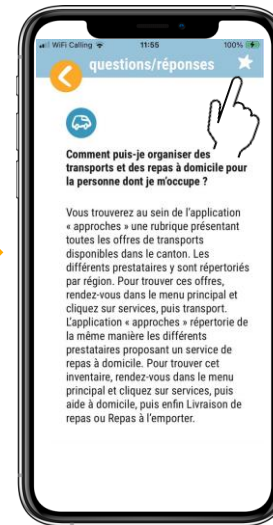 WiFi Calling 11:55 100%
questions/réponses
Comment puis-je organiser des
transports et des repas à domicile pour
la personne dont je m'occupe ?
Vous trouverez au sein de l'application
« approches » une rubrique présentant
toutes les offres de transports
disponibles dans le canton. Les
différents prestataires y sont répertoriés
par région. Pour trouver ces offres,
rendez-vous dans le menu principal et
cliquez sur services, puis transport.
L'application « approches » répertorie de
la même manière les différents
prestataires proposant un service de
repas à domicile. Pour trouver cet
inventaire, rendez-vous dans le menu
principal et cliquez sur services, puis
aide à domicile, puis enfin Livraison de
repas ou Repas à l'emporter.